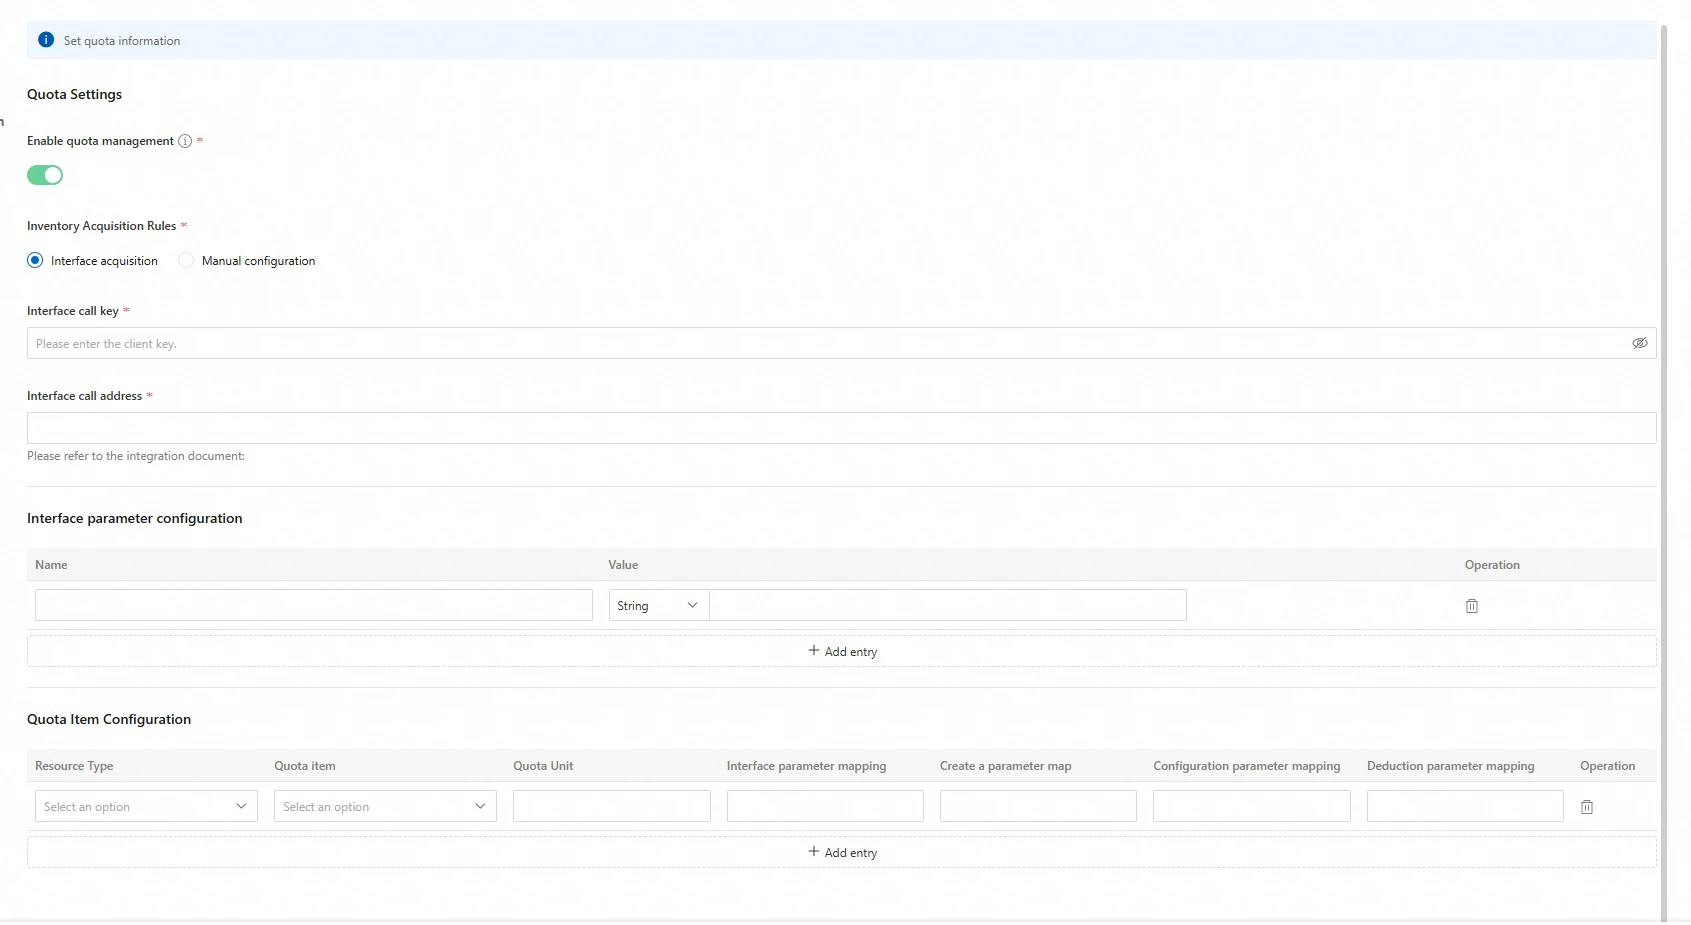 Set quota information
Quota Settings
Enable quota management *
Inventory Acquisition Rules *
Interface acquisition Manual configuration
Interface call key *
Please enter the client key.
Interface call address *
Please refer to the integration document:
Interface parameter configuration
Name Value Operation
String
+ Add entry
Quota Item Configuration
Resource Type Quota item Quota Unit Interface parameter mapping Create a parameter map Configuration parameter mapping Deduction parameter mapping Operation
Select an option Select an option
+ Add entry